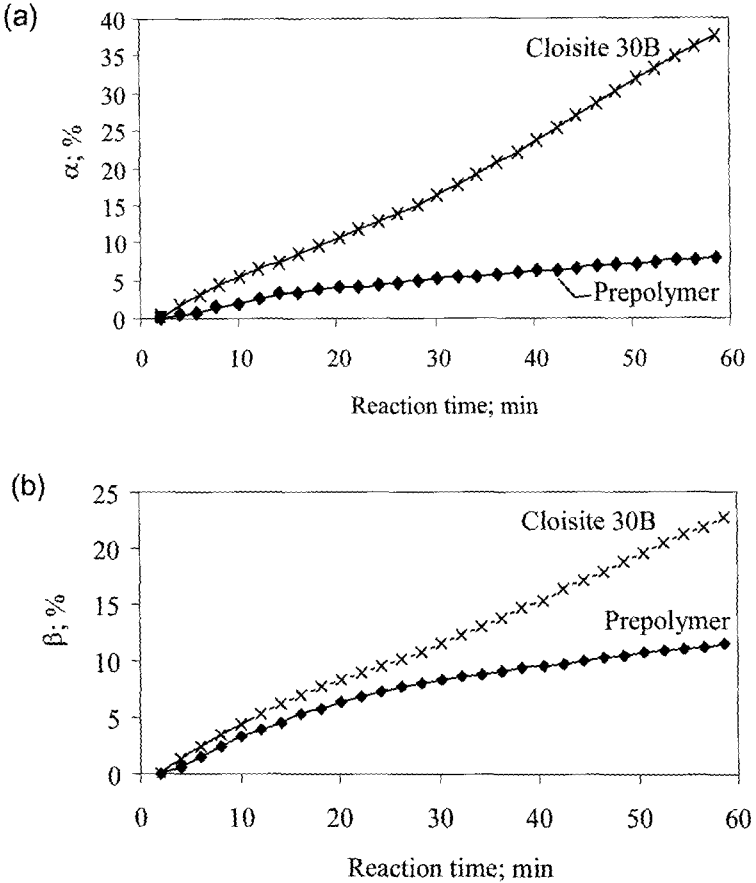 (a)
40
35
30
25
20
15
10
5
0
α; %
Cloisite 30B
Prepolymer
0 10 20 30 40 50 60
Reaction time; min
(b)
25
20
15
10
5
0
β; %
Cloisite 30B
Prepolymer
0 10 20 30 40 50 60
Reaction time; min